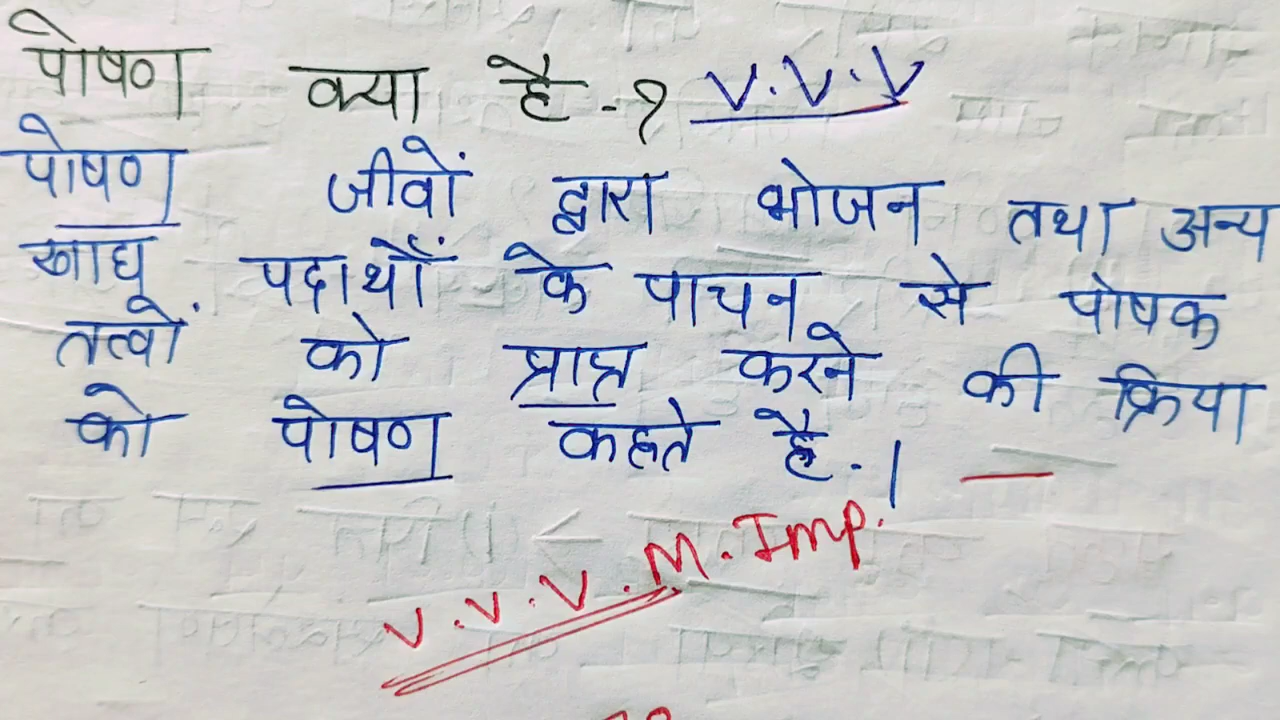 पोषण क्या है -? V.V.V
पोषण जीवों द्वारा भोजन तथा अन्य
खाद्य पदार्थों के पाचन से पोषक
तत्वों को प्राप्त करने की क्रिया
को पोषण कहते है.।
V.V.V.M.Imp.